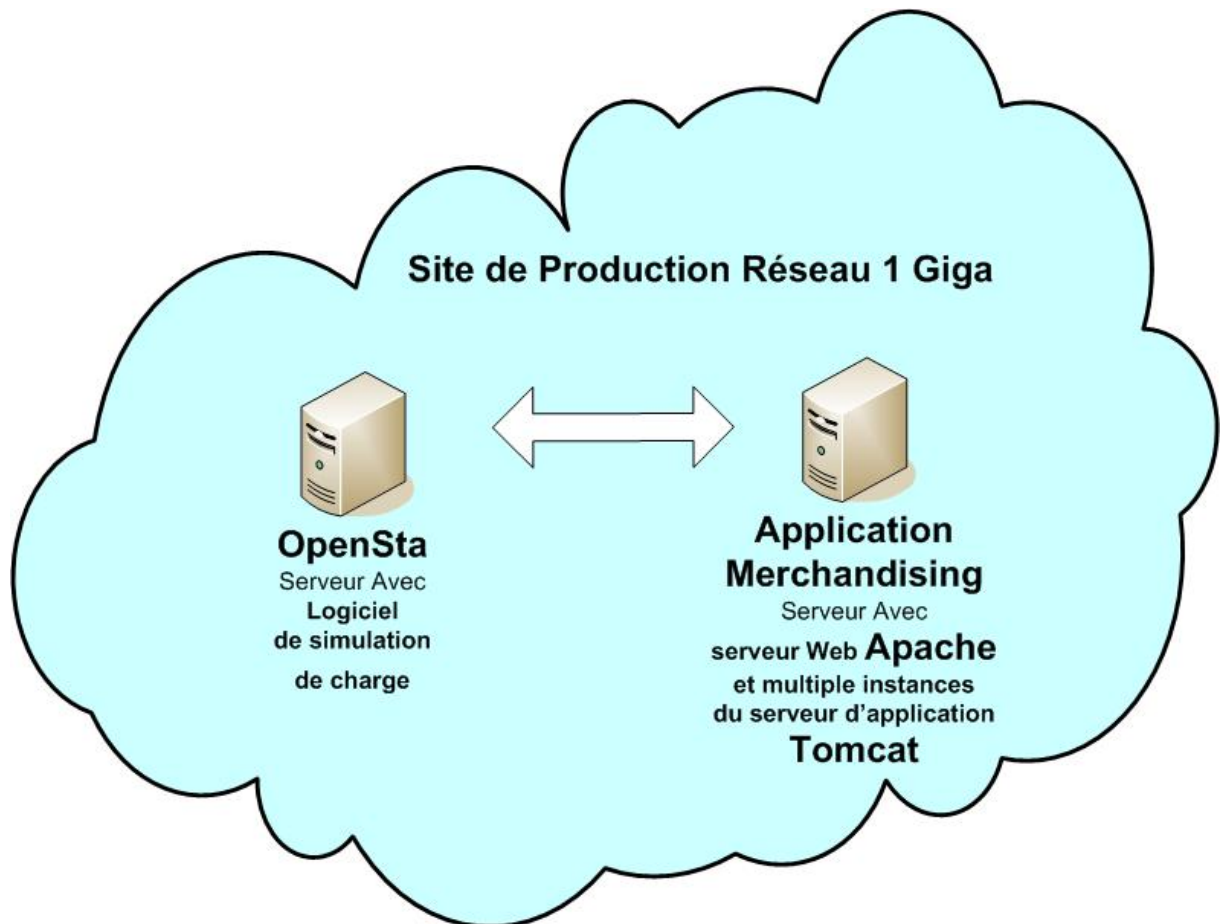 Site de Production Réseau 1 Giga
OpenSta
Serveur Avec
Logiciel
de simulation
de charge
Application
Merchandising
Serveur Avec
serveur Web Apache
et multiple instances
du serveur d'application
Tomcat